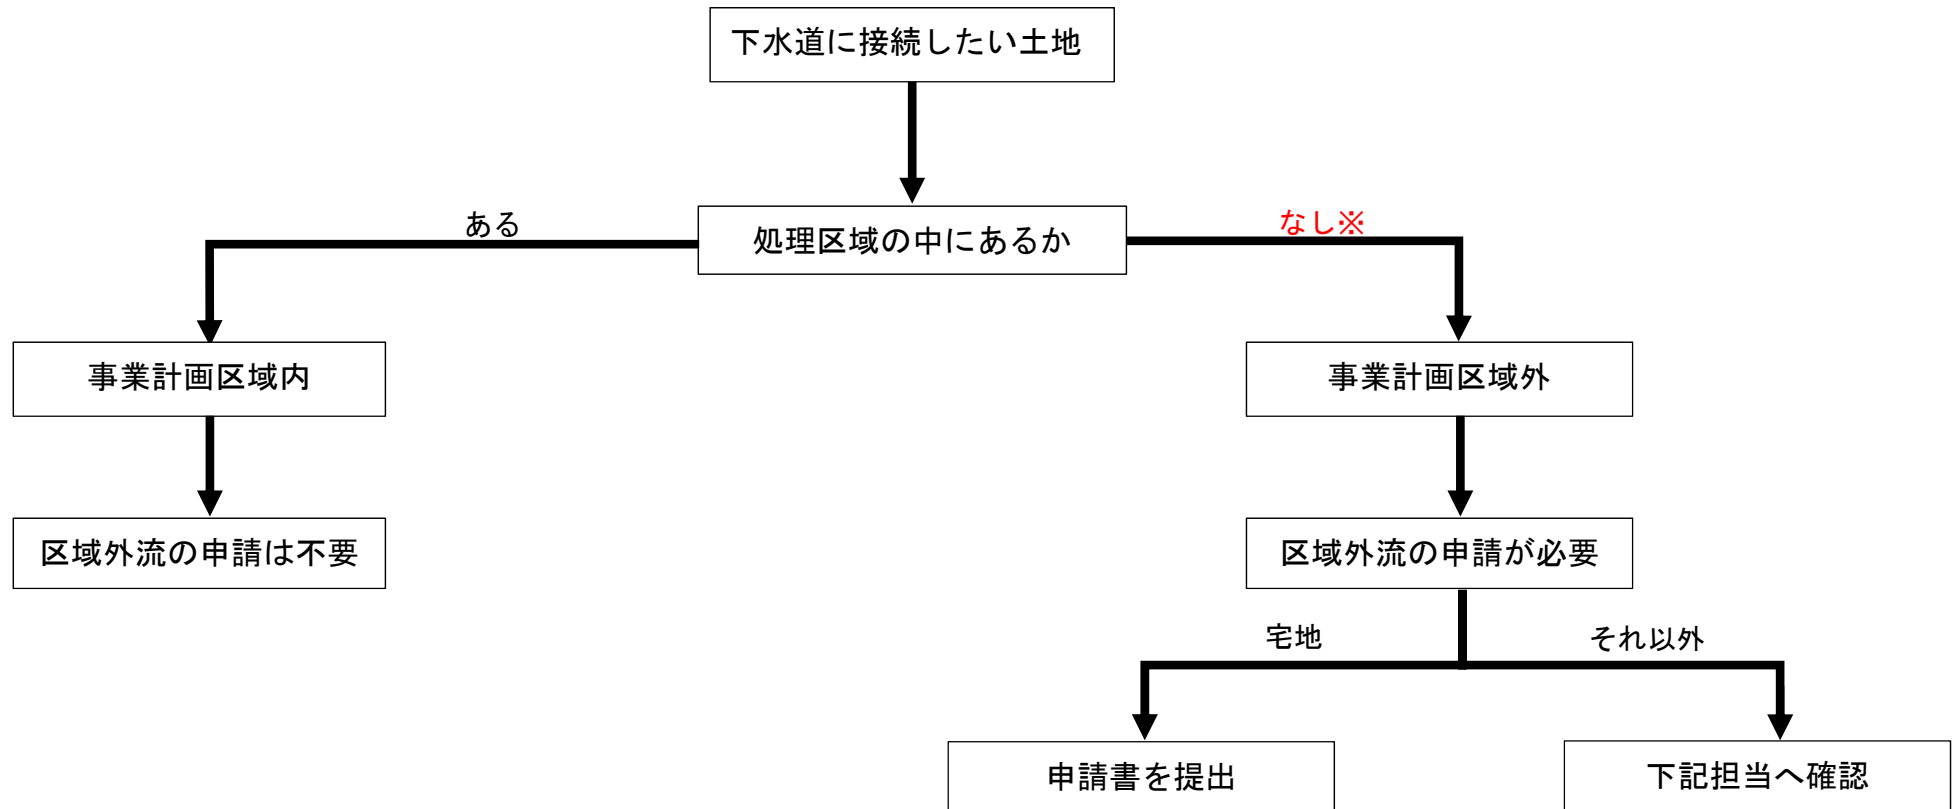 下水道に接続したい土地
ある
処理区域の中にあるか
なし※
事業計画区域内
事業計画区域外
区域外流の申請は不要
区域外流の申請が必要
宅地
それ以外
申請書を提出
下記担当へ確認